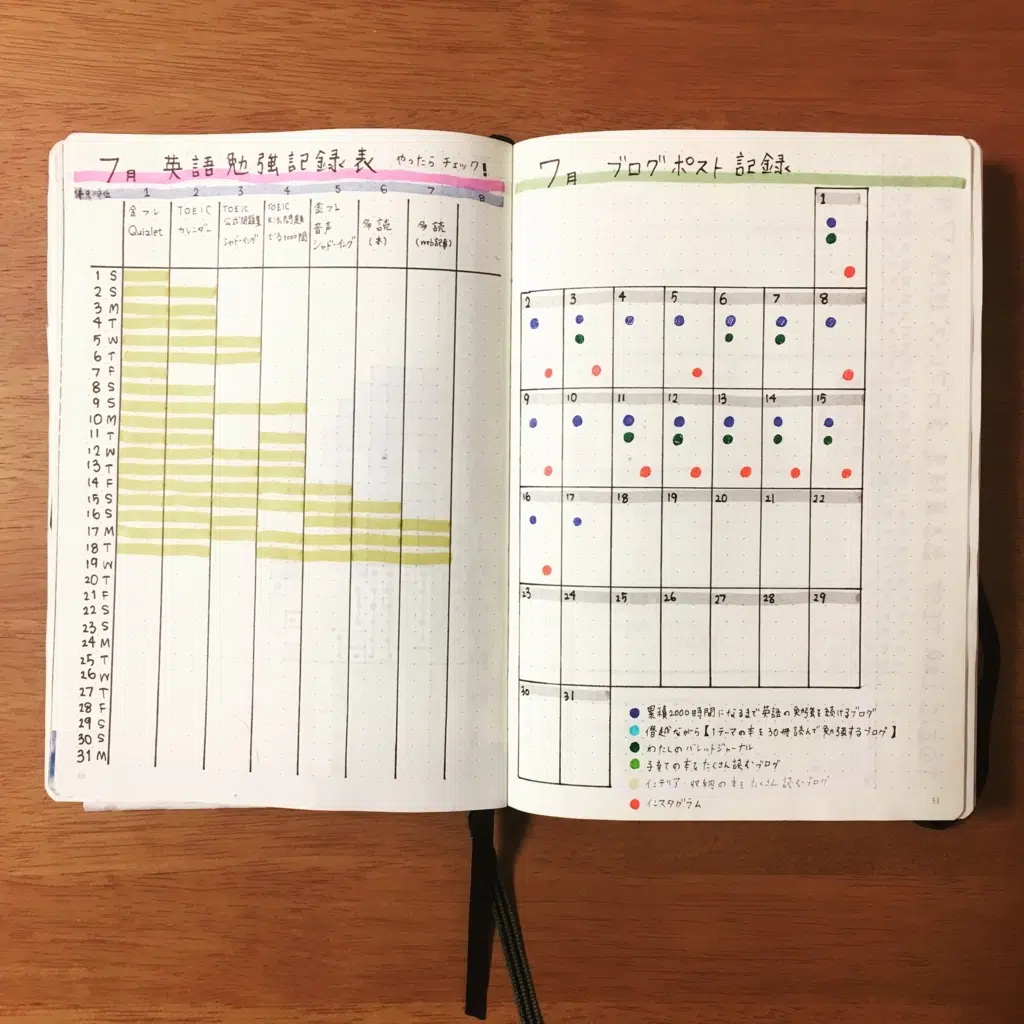 7月 英語勉強記録表 やったらチェック!
優先順位 1 2 3 4 5 6 7 8
金フレ Quizlet
TOEIC カレンダー
TOEIC 公式問題集 シャドーイング
TOEIC
金フレ 音声 シャドーイング
多読 (本)
多読 (web記事)
1 S
2 S
3 M
4 T
5 W
6 T
7 F
8 S
9 S
10 M
11 T
12 W
13 T
14 F
15 S
16 S
17 M
18 T
19 W
20 T
21 F
22 S
23 S
24 M
25 T
26 W
27 T
28 F
29 S
30 S
31 M
7月 ブログポスト記録
1
2 3 4 5 6 7 8
9 10 11 12 13 14 15
16 17 18 19 20 21 22
23 24 25 26 27 28 29
30 31
累積2000時間になるまで英語の勉強を続けるブログ
僭越ながら【1テーマの本を30冊読んで勉強するブログ】
わたしのバレットジャーナル
子育ての本をたくさん読むブログ
インテリア・収納の本をたくさん読むブログ
インスタグラム
51